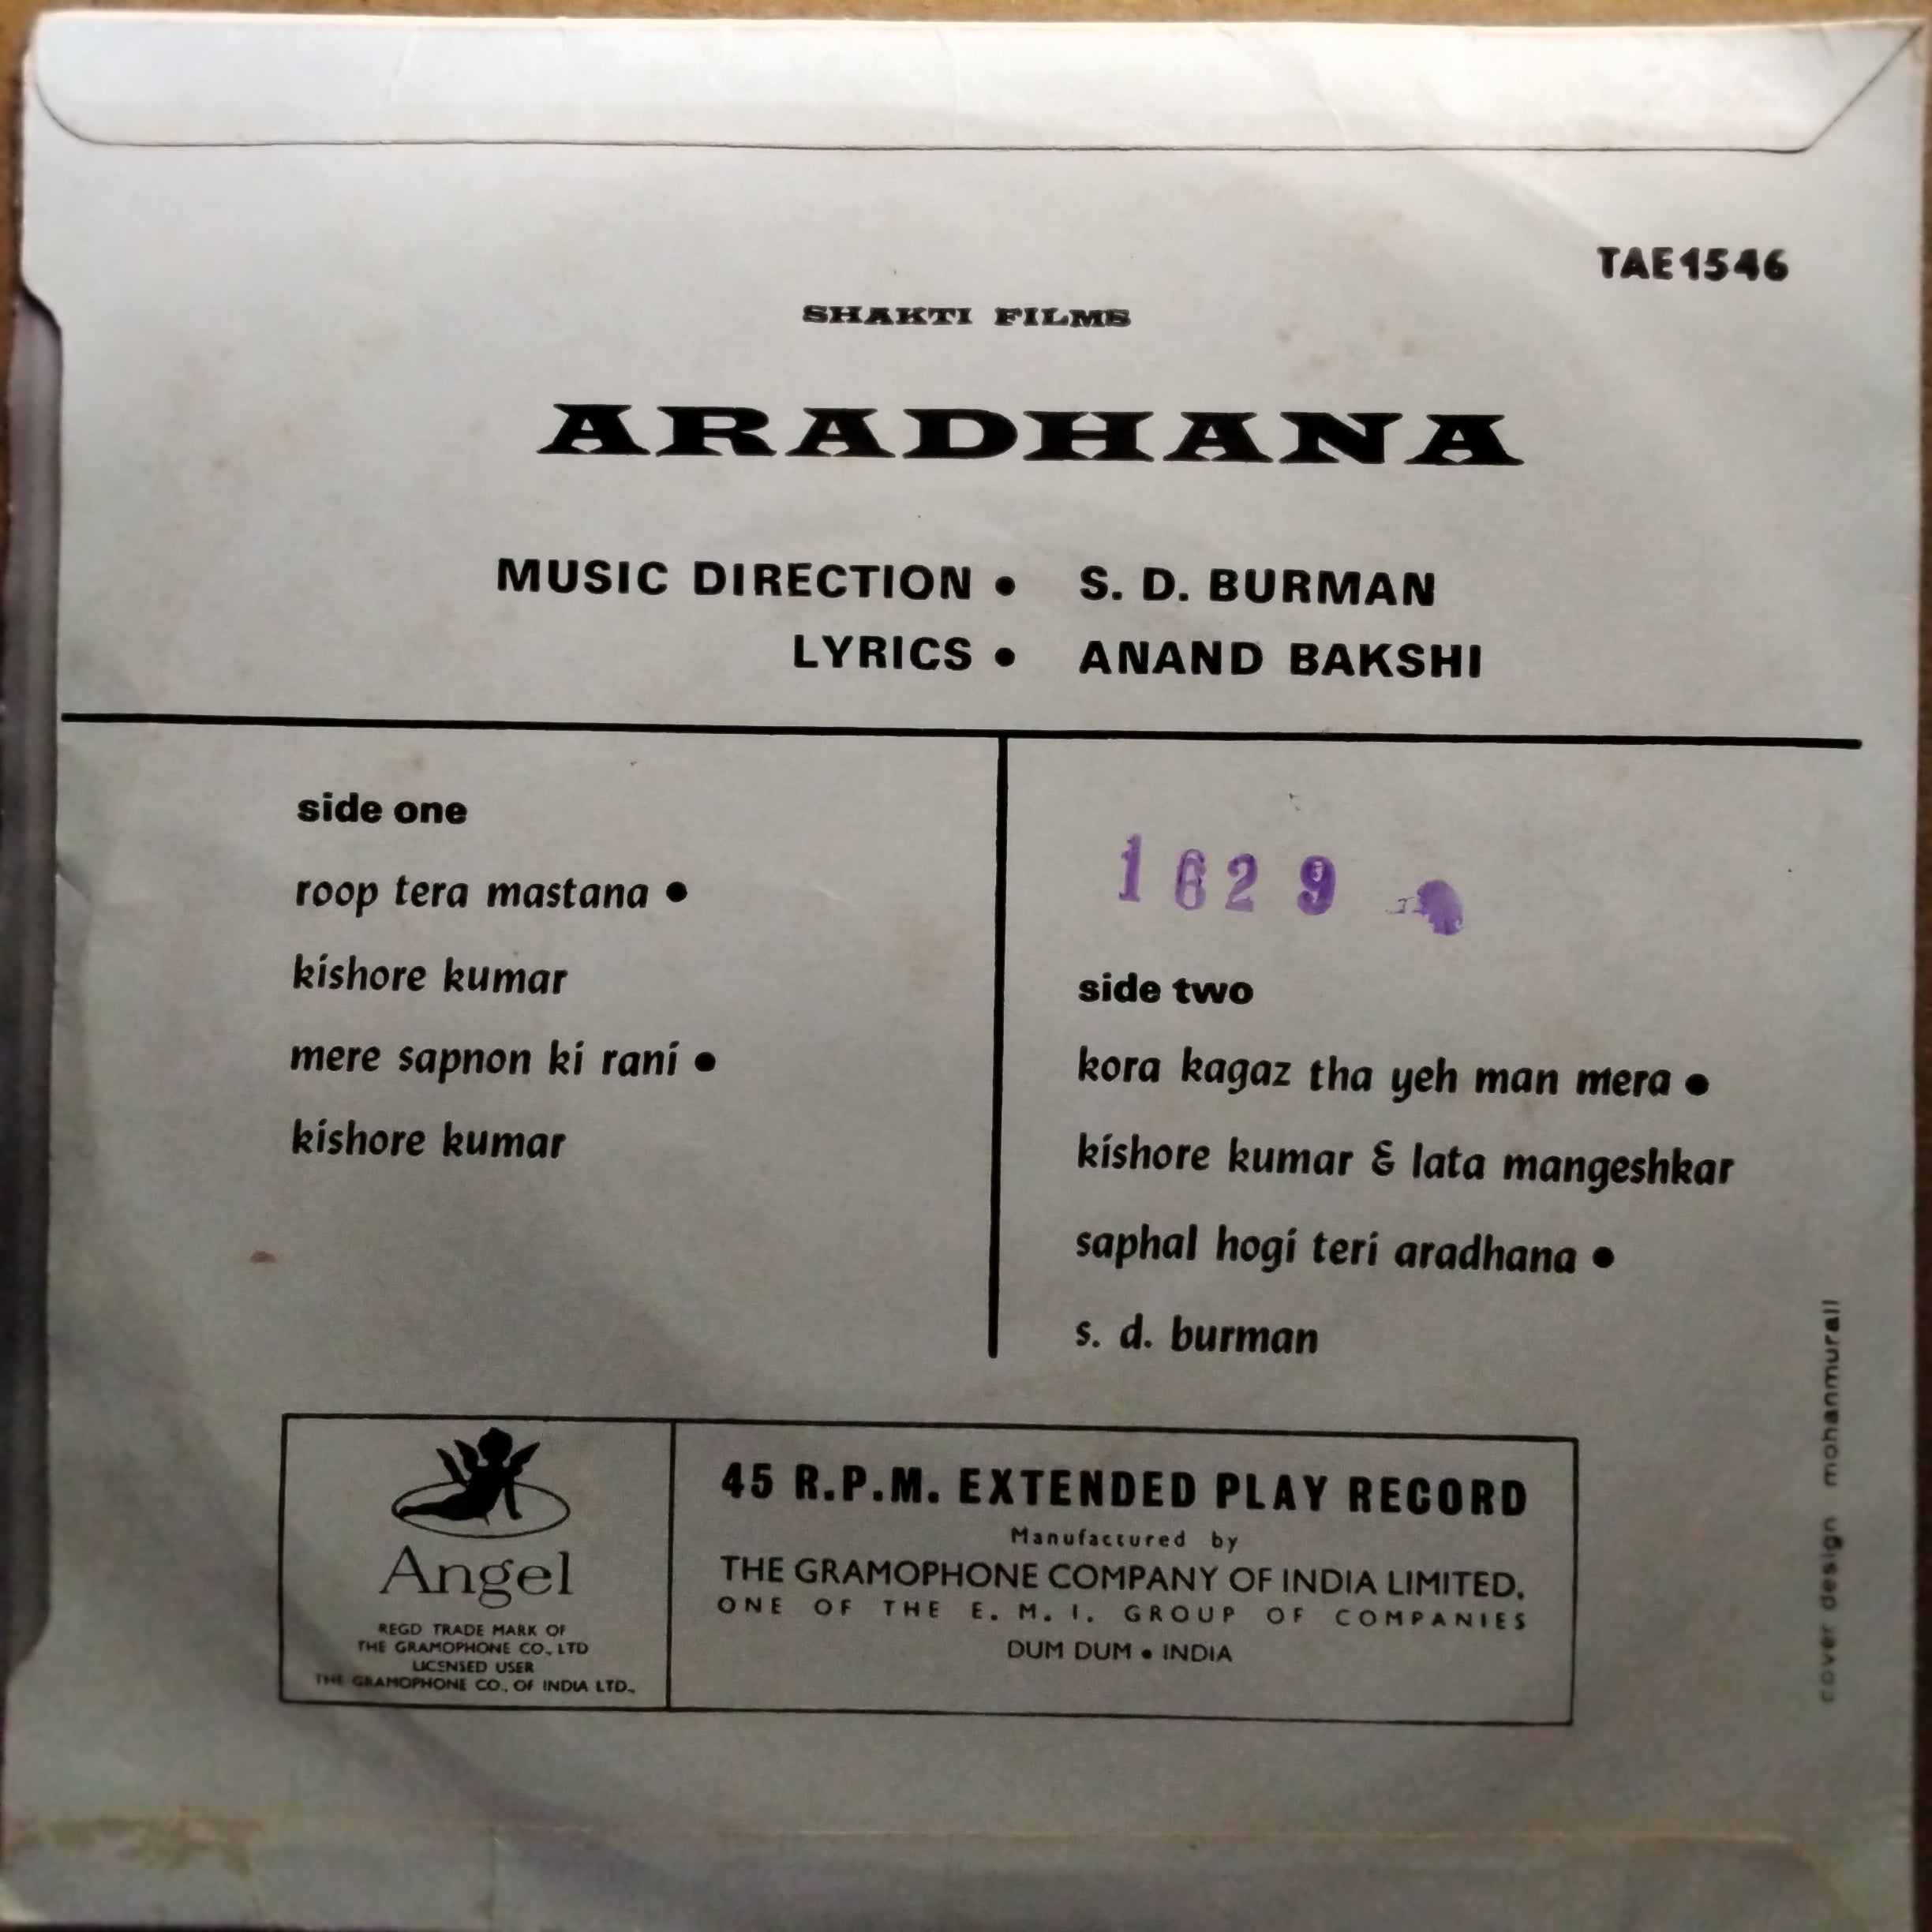 TAE1546
SHAKTI FILMS
ARADHANA
MUSIC DIRECTION • S. D. BURMAN
LYRICS • ANAND BAKSHI
side one
roop tera mastana •
kishore kumar
mere sapnon ki rani •
kishore kumar
1629
side two
kora kagaz tha yeh man mera •
kishore kumar & lata mangeshkar
saphal hogi teri aradhana •
s. d. burman
cover design mohanmurali
Angel
REGD TRADE MARK OF
THE GRAMOPHONE CO., LTD
LICENSED USER
THE GRAMOPHONE CO., OF INDIA LTD.,
45 R.P.M. EXTENDED PLAY RECORD
Manufactured by
THE GRAMOPHONE COMPANY OF INDIA LIMITED.
ONE OF THE E. M. I. GROUP OF COMPANIES
DUM DUM • INDIA